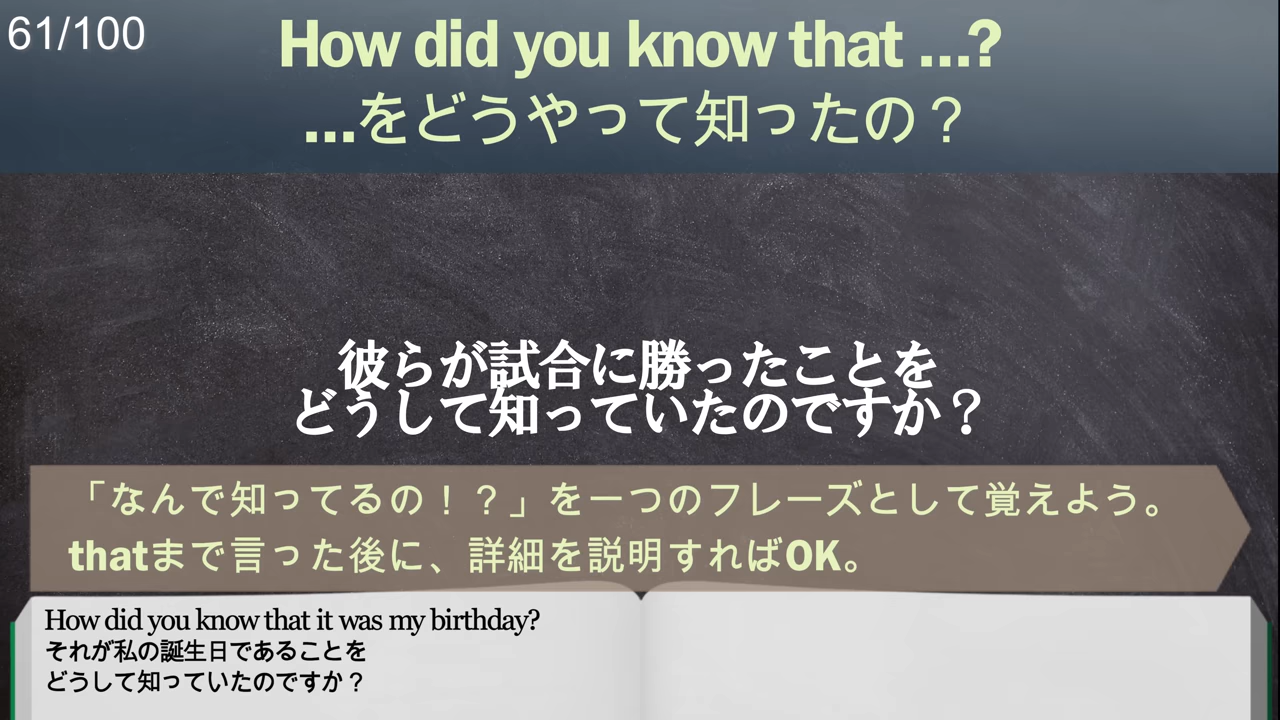 61/100
How did you know that ...?
...をどうやって知ったの？
彼らが試合に勝ったことを
どうして知っていたのですか？
「なんで知ってるの！？」を一つのフレーズとして覚えよう。
thatまで言った後に、詳細を説明すればOK。
How did you know that it was my birthday?
それが私の誕生日であることを
どうして知っていたのですか？